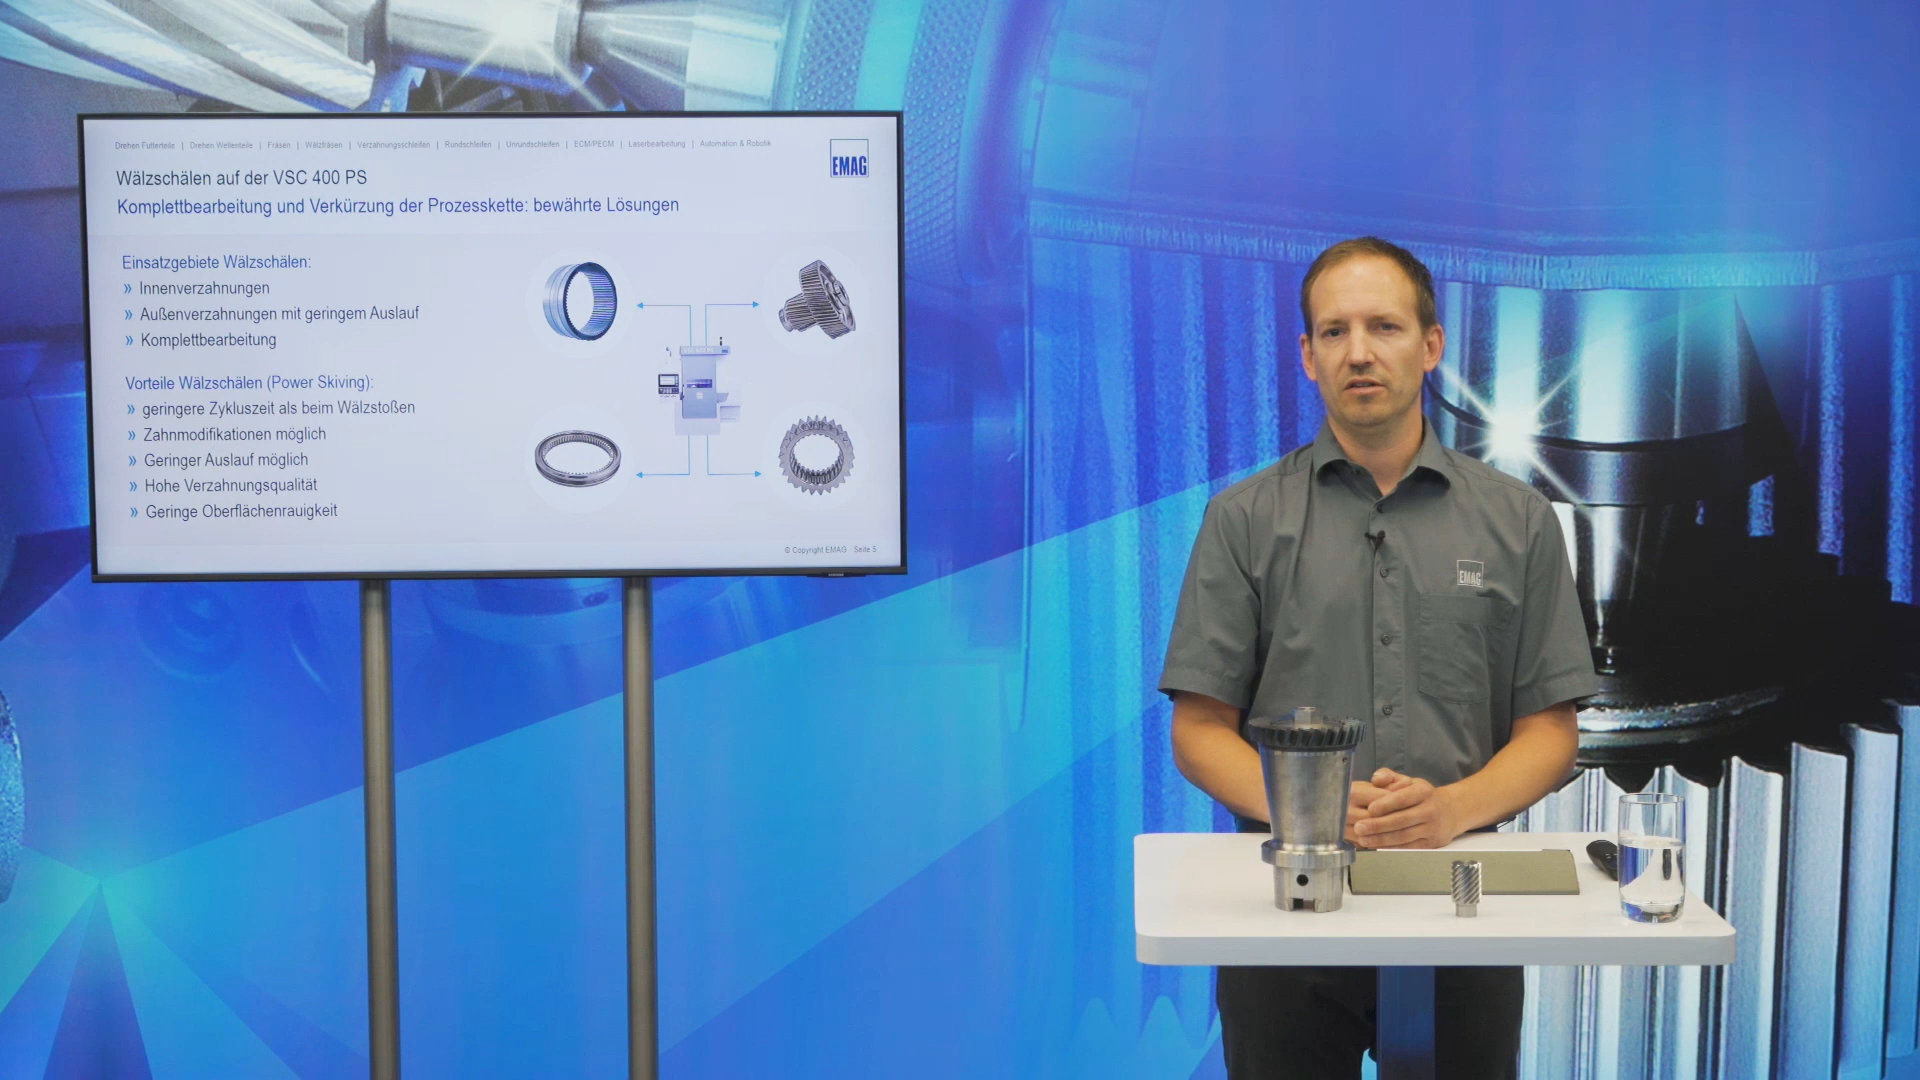 Drehen Futterteile | Drehen Wellenteile | Fräsen | Wälzfräsen | Verzahnungsschleifen | Rundschleifen | Unrundschleifen | ECM/PECM | Laserbearbeitung | Automation & Robotik
EMAG
Wälzschälen auf der VSC 400 PS
Komplettbearbeitung und Verkürzung der Prozesskette: bewährte Lösungen
Einsatzgebiete Wälzschälen:
» Innenverzahnungen
» Außenverzahnungen mit geringem Auslauf
» Komplettbearbeitung
Vorteile Wälzschälen (Power Skiving):
» geringere Zykluszeit als beim Wälzstoßen
» Zahnmodifikationen möglich
» Geringer Auslauf möglich
» Hohe Verzahnungsqualität
» Geringe Oberflächenrauigkeit
© Copyright EMAG - Seite 5
EMAG